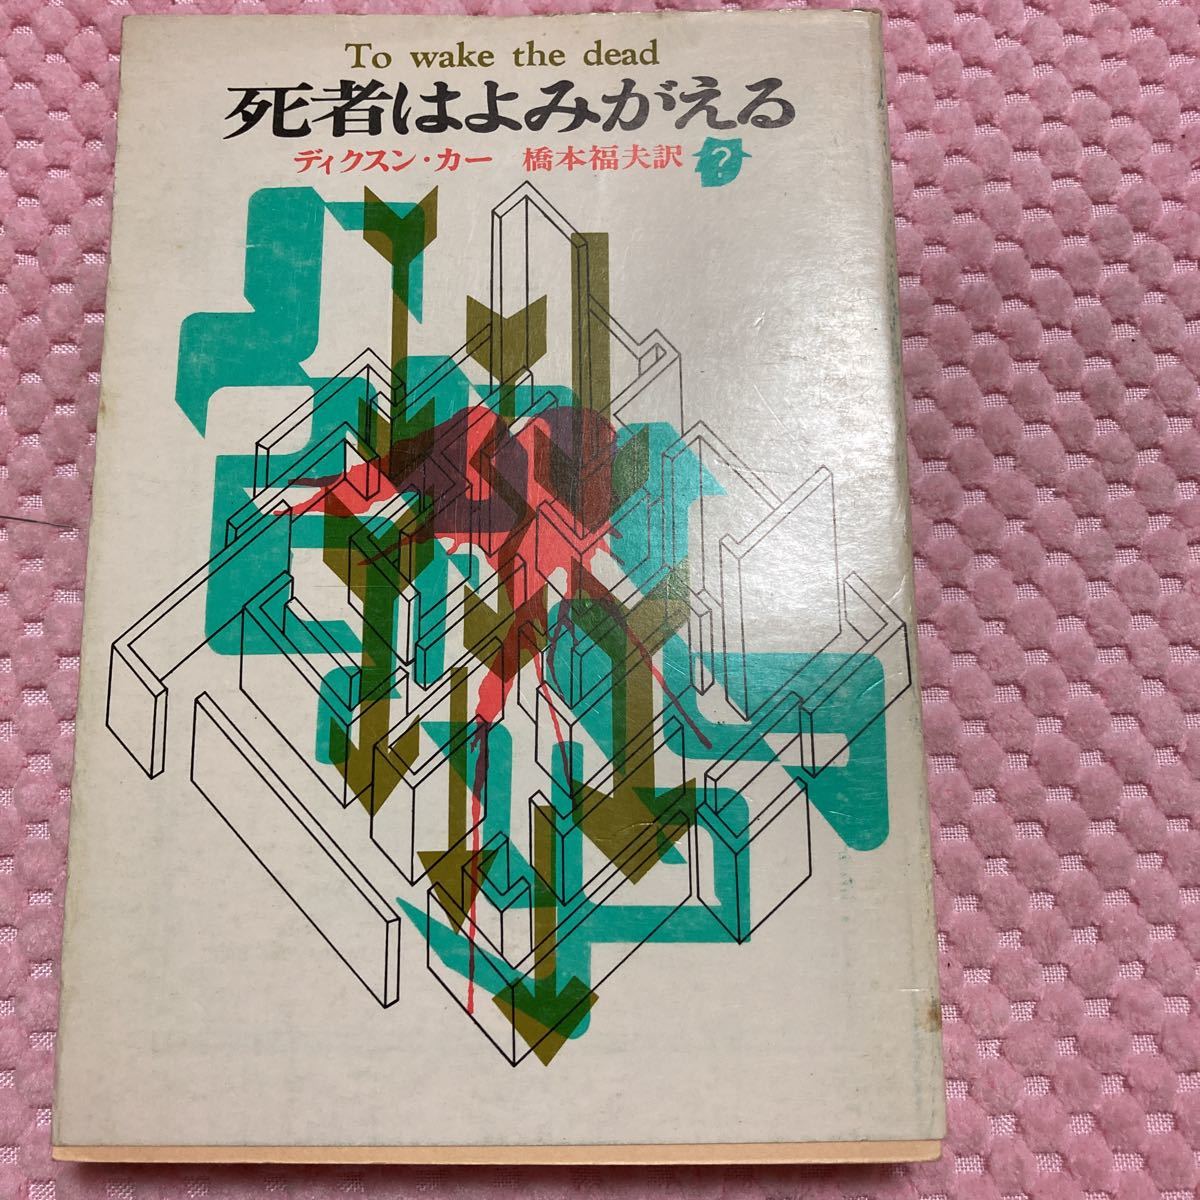 To wake the dead
死者はよみがえる
ディクスン・カー 橋本福夫訳 ?